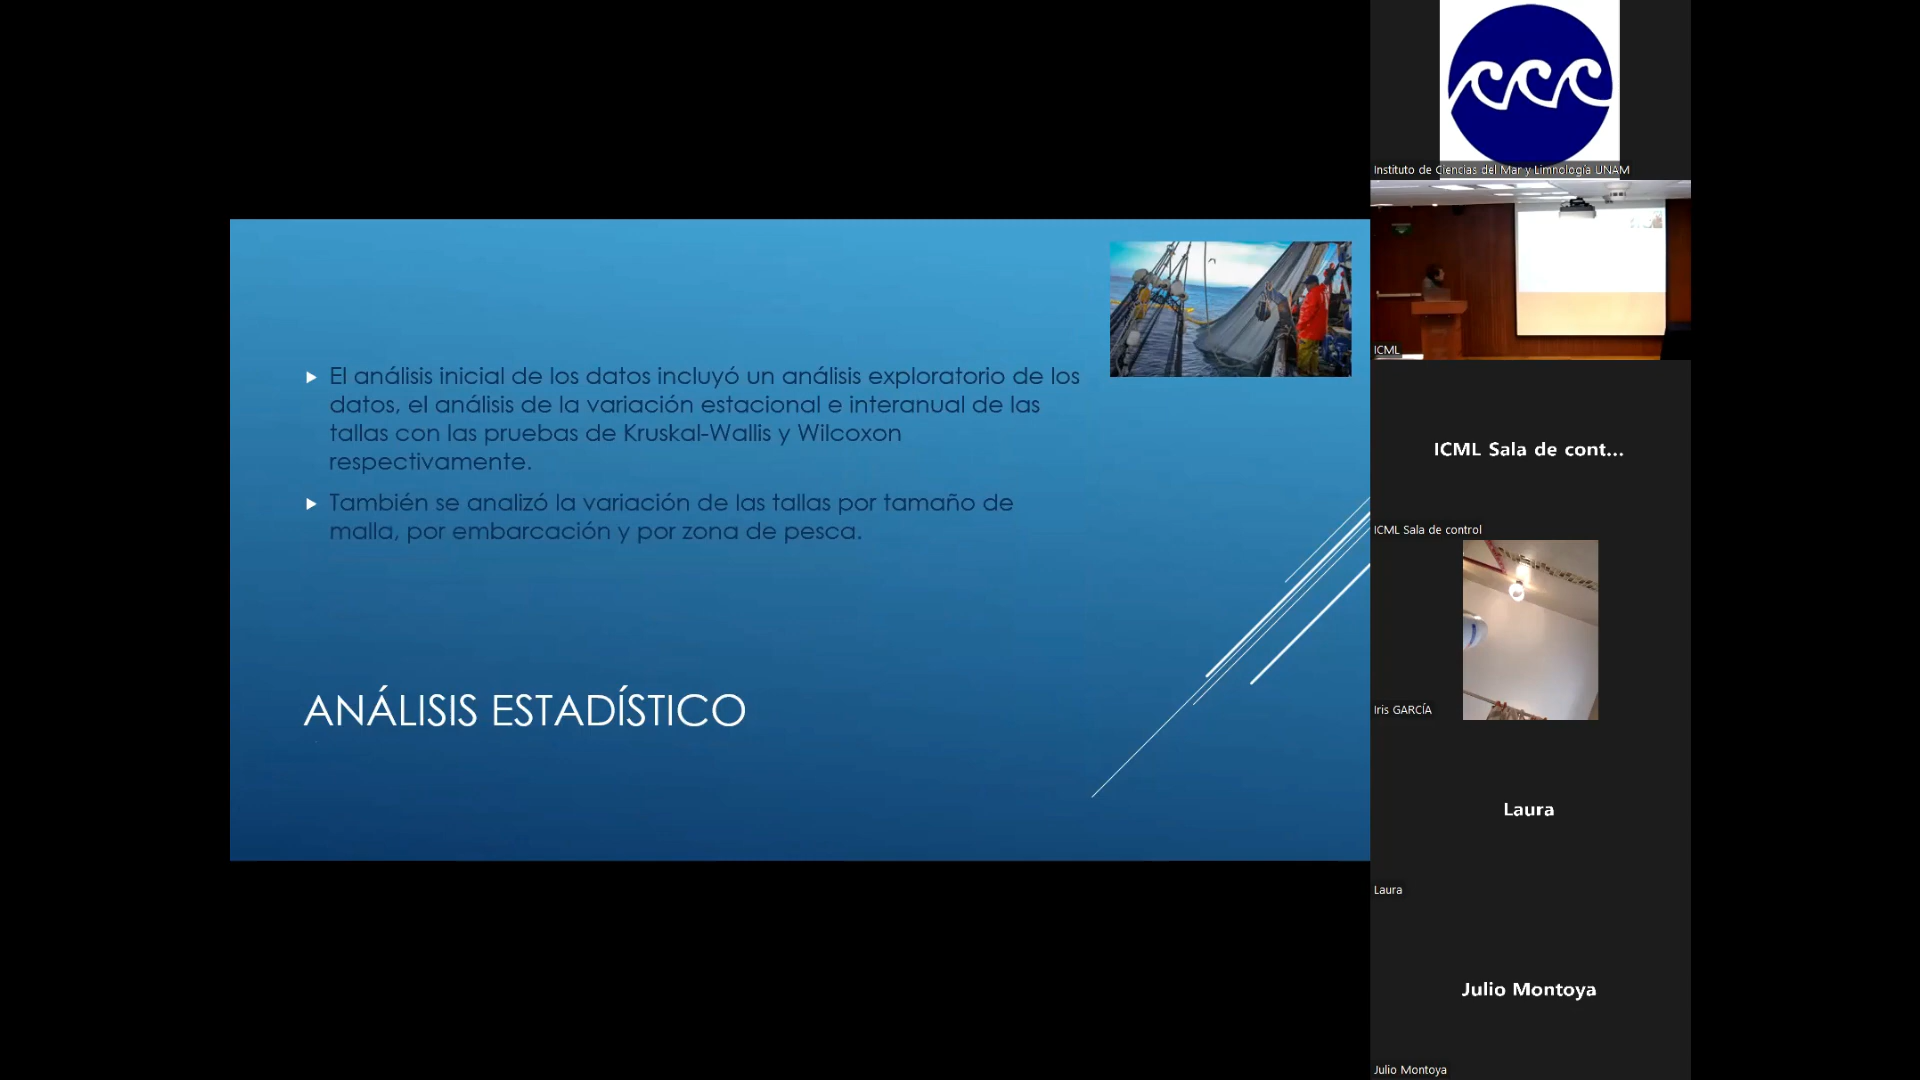 El análisis inicial de los datos incluyó un análisis exploratorio de los
datos, el análisis de la variación estacional e interanual de las
tallas con las pruebas de Kruskal-Wallis y Wilcoxon
respectivamente.
También se analizó la variación de las tallas por tamaño de
malla, por embarcación y por zona de pesca.
ANÁLISIS ESTADÍSTICO
Instituto de Ciencias del Mar y Limnología UNAM
ICML
ICML Sala de cont...
ICML Sala de control
Iris GARCÍA
Laura
Laura
Julio Montoya
Julio Montoya